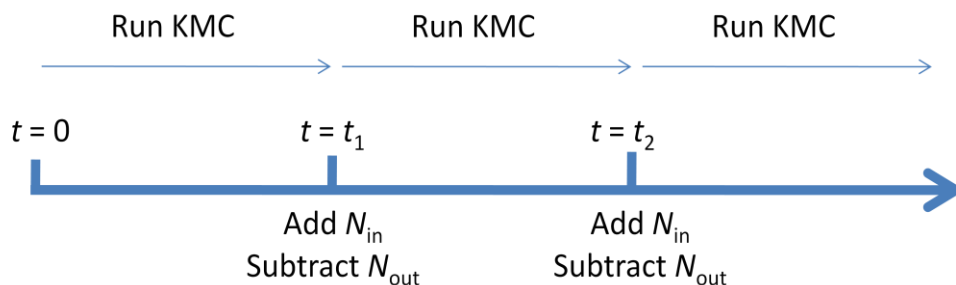 Run KMC Run KMC Run KMC
t = 0 t = t₁ t = t₂
Add Nin Add Nin
Subtract Nout Subtract Nout